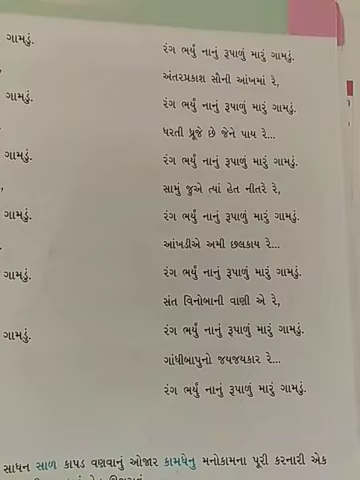 ગામડું.
ગામડું.
ગામડું.
ગામડું.
ગામડું.
ગામડું.
રંગ ભર્યું નાનું રૂપાળું મારું ગામડું.
અંતરપ્રકાશ સૌની આંખમાં રે,
રંગ ભર્યું નાનું રૂપાળું મારું ગામડું.
ધરતી ધ્રૂજે છે જેને પાય રે...
રંગ ભર્યું નાનું રૂપાળું મારું ગામડું.
સામું જુએ ત્યાં હેત નીતરે રે,
રંગ ભર્યું નાનું રૂપાળું મારું ગામડું.
આંખડીએ અમી છલકાય રે...
રંગ ભર્યું નાનું રૂપાળું મારું ગામડું.
સંત વિનોબાની વાણી એ રે,
રંગ ભર્યું નાનું રૂપાળું મારું ગામડું.
ગાંધીબાપુનો જયજયકાર રે...
રંગ ભર્યું નાનું રૂપાળું મારું ગામડું.
સાધન સાળ કાપડ વણવાનું ઓજાર કામધેનુ મનોકામના પૂરી કરનારી એક